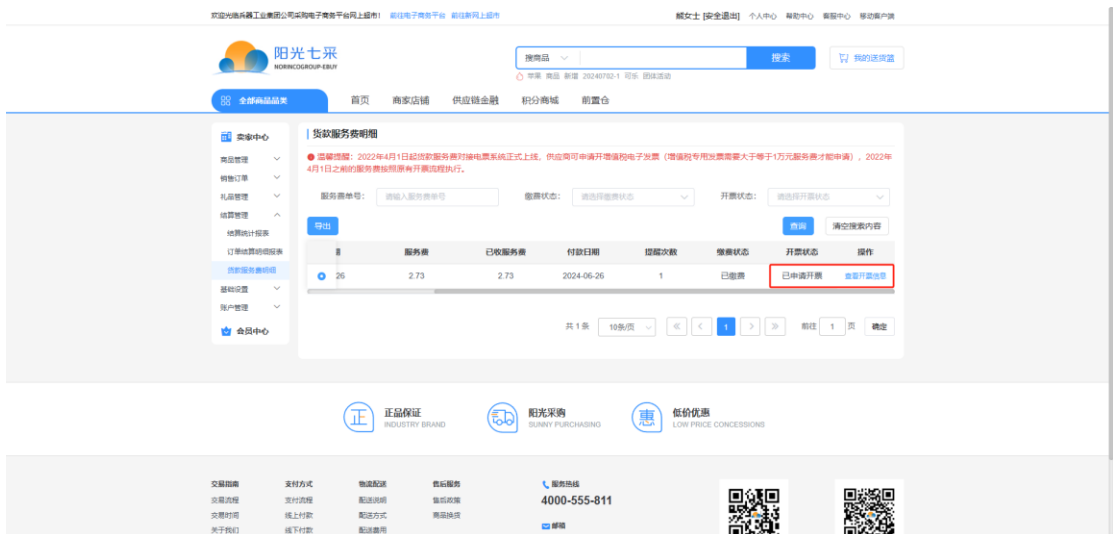 欢迎光临兵器工业集团公司采购电子商务平台网上超市! 前往电子商务平台 前往新网上超市
女士 [安全退出] 个人中心 帮助中心 客服中心 移动客户端
阳光七采
NORINCOGROUP-EBUY
搜商品
搜索
我的送货篮
苹果 商品 新增 20240702-1 可乐 团体活动
全部商品品类
首页 商家店铺 供应链金融 积分商城 前置仓
卖家中心
商品管理
销售订单
礼品管理
结算管理
结算统计报表
订单结算明细报表
货款服务费明细
基础设置
账户管理
会员中心
货款服务费明细
温馨提醒:2022年4月1日起货款服务费对接电票系统正式上线,供应商可申请开增值税电子发票(增值税专用发票需要大于等于1万元服务费才能申请),2022年
4月1日之前的服务费按照原有开票流程执行。
服务费单号: 请输入服务费单号 缴费状态: 请选择缴费状态 开票状态: 请选择开票状态
导出
查询 清空搜索内容
服务费 已收服务费 付款日期 提醒次数 缴费状态 开票状态 操作
26 2.73 2.73 2024-06-26 1 已缴费 已申请开票 查看开票信息
共 1 条 10条/页 1 前往 1 页 确定
正 正品保证
INDUSTRY BRAND
阳光采购
SUNNY PURCHASING
惠 低价优惠
LOW PRICE CONCESSIONS
交易指南 支付方式 物流配送 售后服务 服务热线
交易流程 支付流程 配送说明 售后政策 4000-555-811
交易时间 线上付款 配送方式 商品换货
关于我们 线下付款 配送费用 邮箱